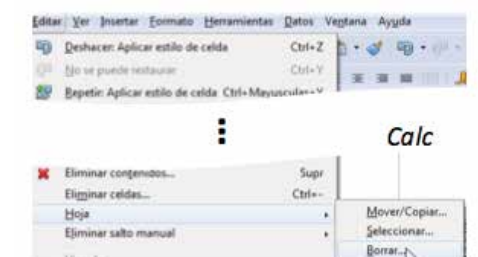 Editar Ver Insertar Formato Herramientas Datos Ventana Ayuda
Deshacer: Aplicar estilo de celda Ctrl+Z
No se puede restaurar Ctrl+Y
Repetir: Aplicar estilo de celda Ctrl+Mayúsculas+Y
Calc
Eliminar contenidos... Supr
Eliminar celdas... Ctrl+-
Hoja
Mover/Copiar...
Eliminar salto manual
Seleccionar...
Borrar...